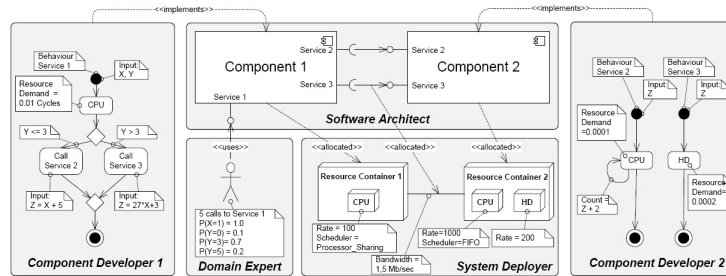 <<implements>>
<<implements>>
Behaviour
Service 1
Input:
X, Y
Resource
Demand =
0.01 Cycles
CPU
Y <= 3
Y > 3
Call
Service 2
Call
Service 3
Input:
Z = X + 5
Input:
Z = 27*X+3
Component Developer 1
Component 1
Service 2
Service 3
Service 1
Service 2
Service 3
Component 2
Software Architect
<<uses>>
5 calls to Service 1
P(X=1) = 1.0
P(Y=0) = 0.1
P(Y=3)= 0.7
P(Y=5) = 0.2
Domain Expert
<<allocated>>
<<allocated>>
<<allocated>>
Resource Container 1
CPU
Resource Container 2
CPU
HD
Rate = 100
Scheduler =
Processor_Sharing
Bandwidth =
1,5 Mb/sec
Rate=1000
Scheduler=FIFO
Rate = 200
System Deployer
Behaviour
Service 2
Behaviour
Service 3
Input:
Z
Input:
Z
Resource
Demand
=0.0001
CPU
HD
Count =
Z + 2
Resource
Demand=
0.0002
Component Developer 2